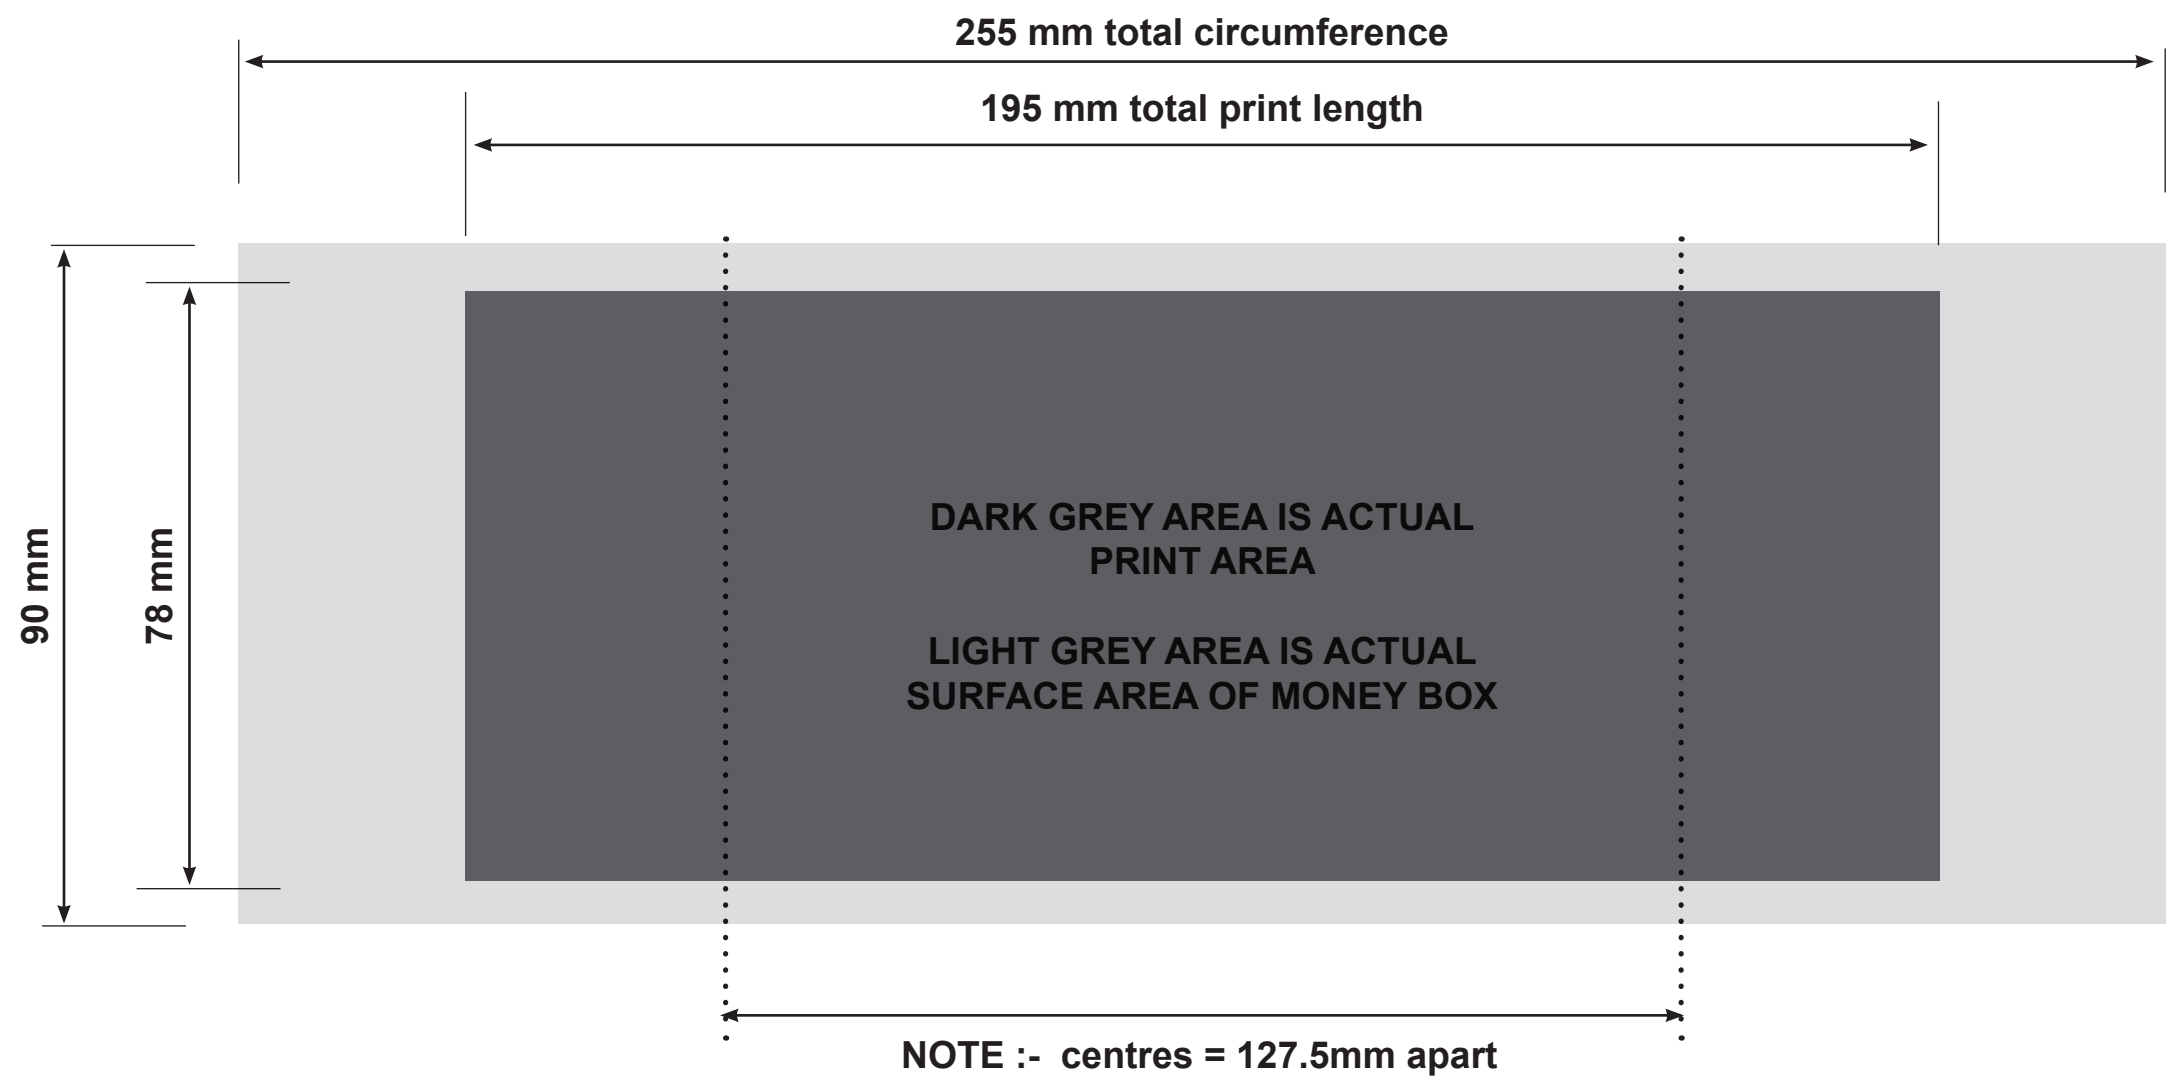 255 mm total circumference
195 mm total print length
90 mm
78 mm
DARK GREY AREA IS ACTUAL
PRINT AREA
LIGHT GREY AREA IS ACTUAL
SURFACE AREA OF MONEY BOX
NOTE :- centres = 127.5mm apart